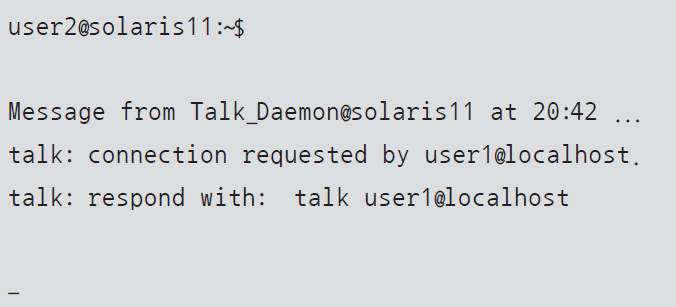 user2@solaris11:~$
Message from Talk_Daemon@solaris11 at 20:42 ...
talk: connection requested by user1@localhost.
talk: respond with:  talk user1@localhost
_